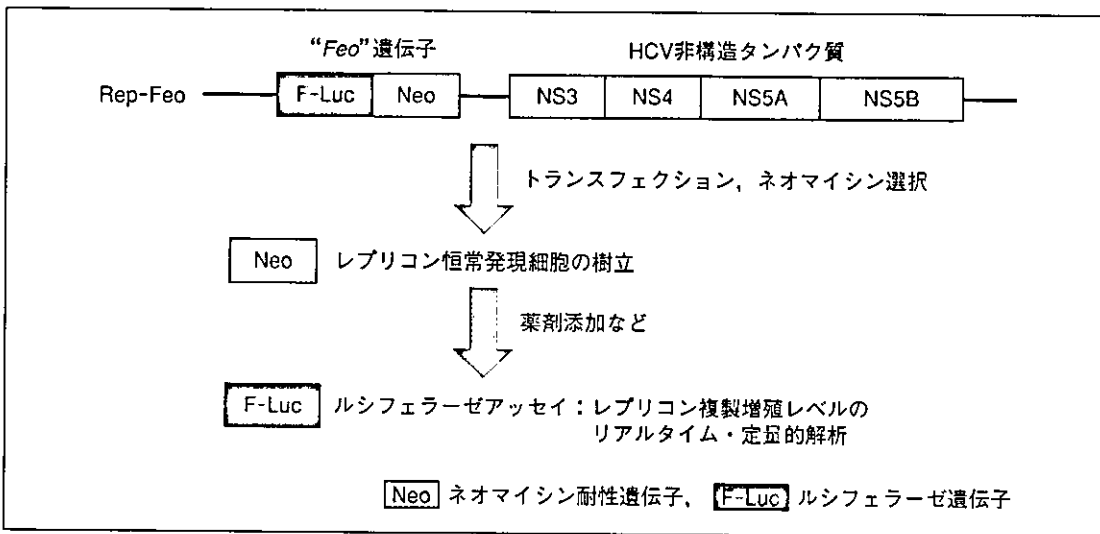 “Feo”遺伝子
HCV非構造タンパク質
Rep-Feo
F-Luc
Neo
NS3
NS4
NS5A
NS5B
トランスフェクション,ネオマイシン選択
Neo レプリコン恒常発現細胞の樹立
薬剤添加など
F-Luc ルシフェラーゼアッセイ:レプリコン複製増殖レベルの
リアルタイム・定量的解析
Neo ネオマイシン耐性遺伝子, F-Luc ルシフェラーゼ遺伝子